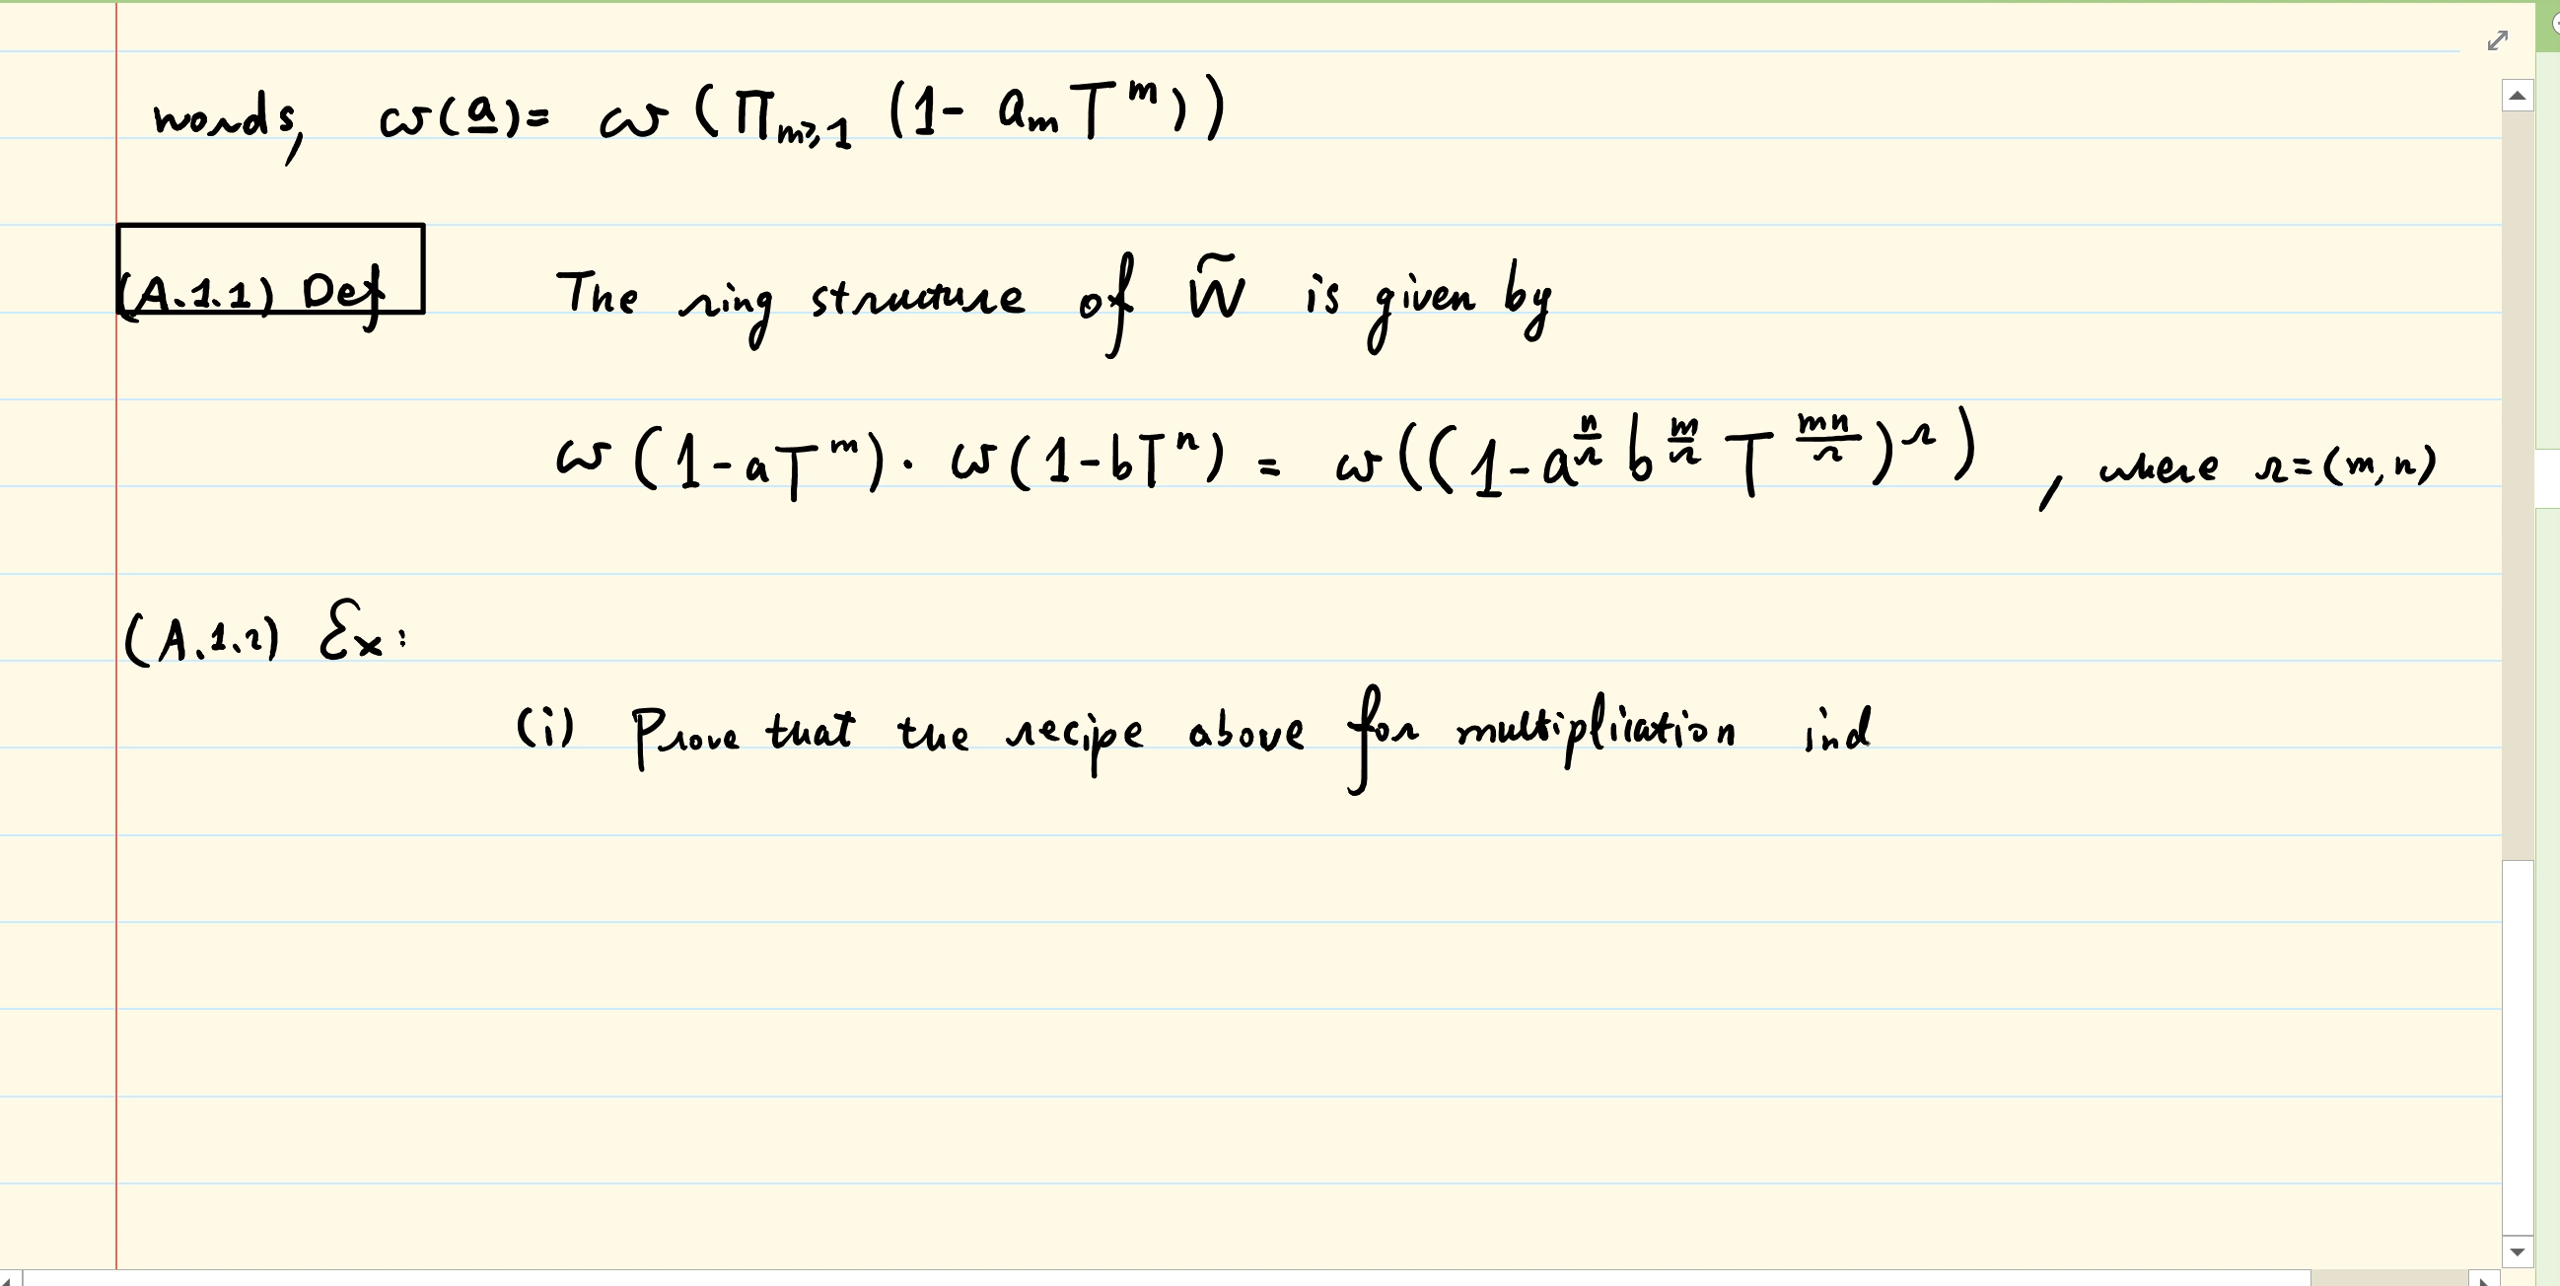 words, ω(a̲) = ω(∏_{m≥1} (1 - a_m T^m))
(A.1.1) Def The ring structure of W̃ is given by
ω(1 - aT^m) · ω(1 - bT^n) = ω((1 - a^{n/r} b^{m/r} T^{mn/r})^r), where r = (m, n)
(A.1.2) Ex:
(i) Prove that the recipe above for multiplication ind